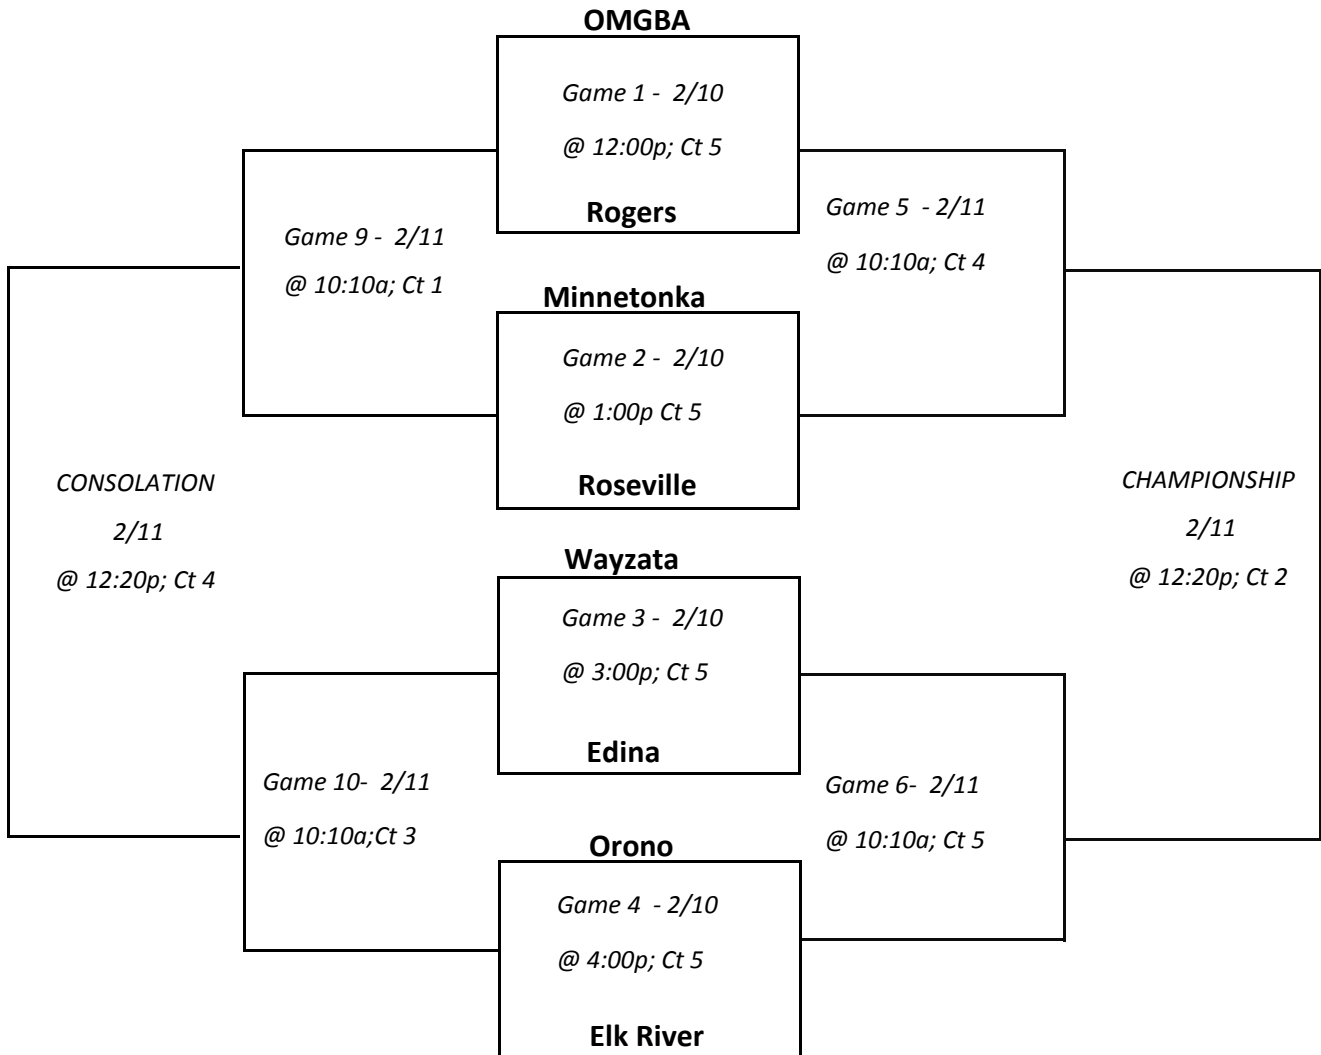 OMGBA
Game 1 -  2/10
@ 12:00p; Ct 5
Rogers
Game 9 -  2/11
@ 10:10a; Ct 1
Game 5  - 2/11
@ 10:10a; Ct 4
Minnetonka
Game 2 -  2/10
@ 1:00p Ct 5
Roseville
CONSOLATION
2/11
@ 12:20p; Ct 4
CHAMPIONSHIP
2/11
@ 12:20p; Ct 2
Wayzata
Game 3 -  2/10
@ 3:00p; Ct 5
Edina
Game 10-  2/11
@ 10:10a;Ct 3
Game 6-  2/11
@ 10:10a; Ct 5
Orono
Game 4  - 2/10
@ 4:00p; Ct 5
Elk River